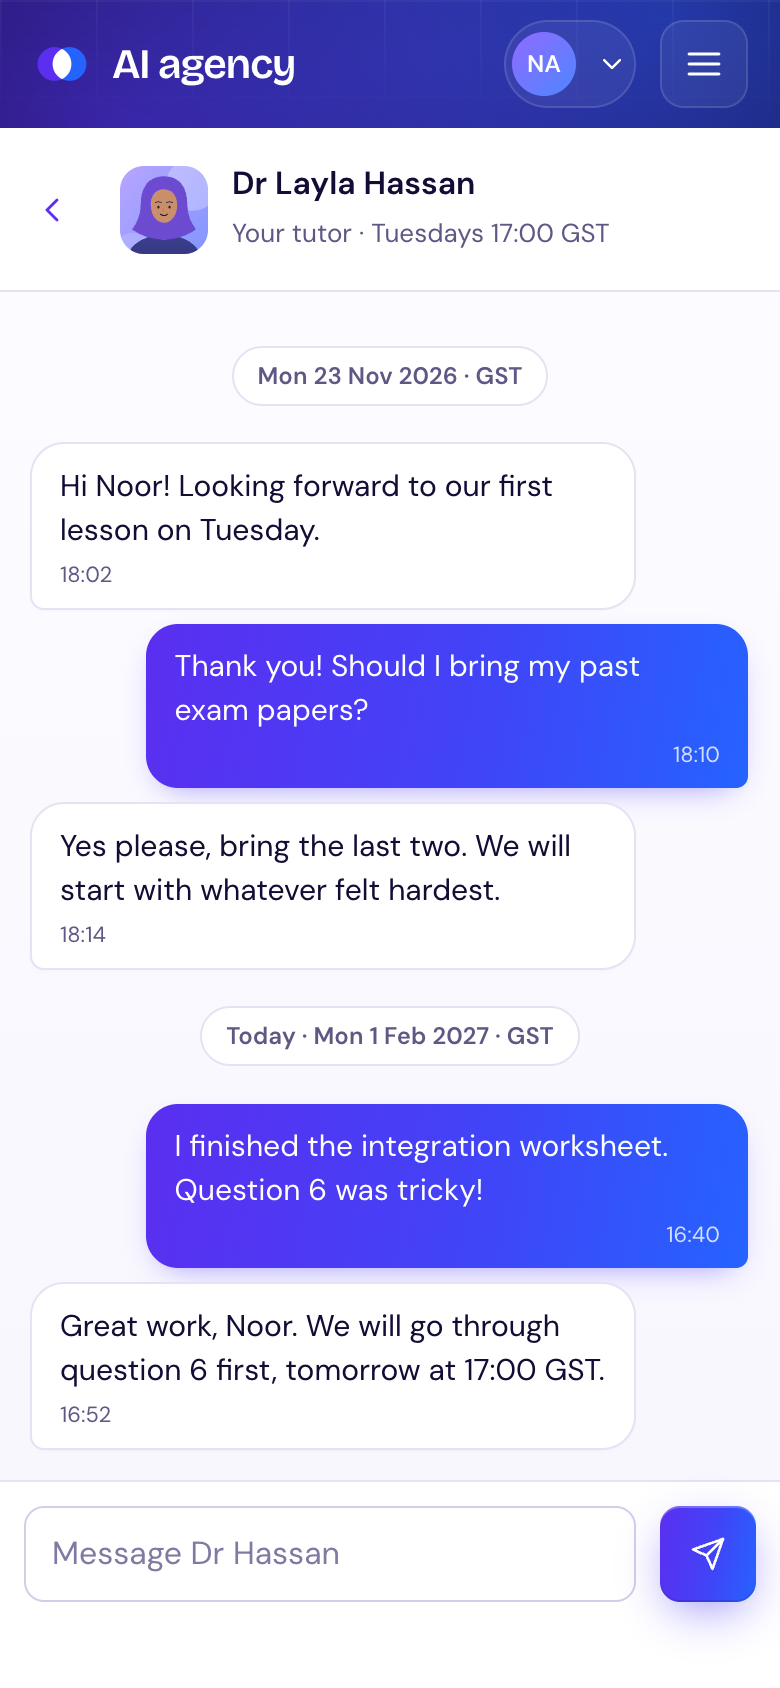 AI agency
NA
Dr Layla Hassan
Your tutor · Tuesdays 17:00 GST
Mon 23 Nov 2026 · GST
Hi Noor! Looking forward to our first
lesson on Tuesday.
18:02
Thank you! Should I bring my past
exam papers?
18:10
Yes please, bring the last two. We will
start with whatever felt hardest.
18:14
Today · Mon 1 Feb 2027 · GST
I finished the integration worksheet.
Question 6 was tricky!
16:40
Great work, Noor. We will go through
question 6 first, tomorrow at 17:00 GST.
16:52
Message Dr Hassan